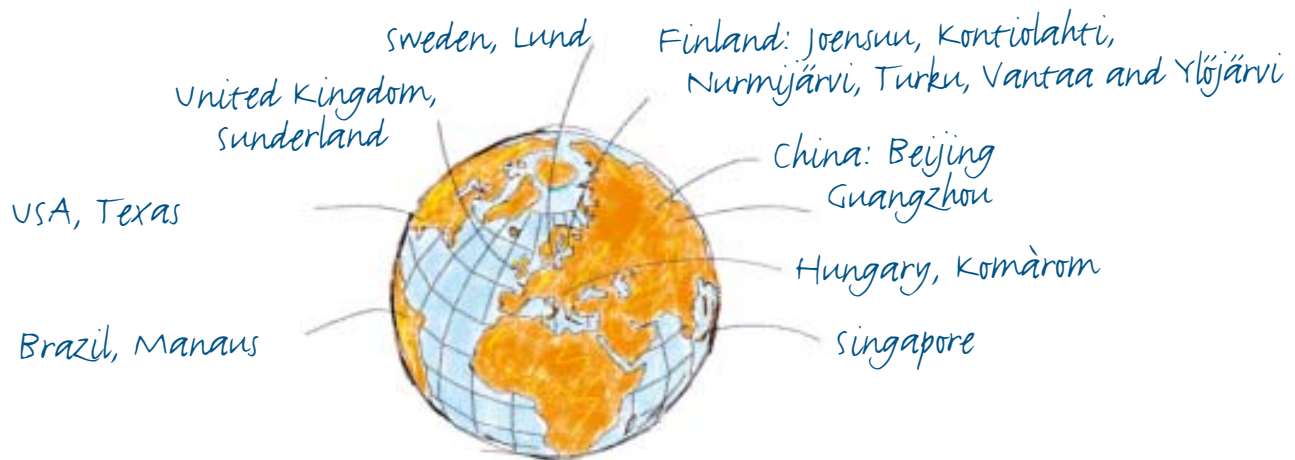 Sweden, Lund
Finland: Joensuu, Kontiolahti,
Nurmijärvi, Turku, Vantaa and Ylöjärvi
United Kingdom,
Sunderland
China: Beijing
Guangzhou
USA, Texas
Hungary, Komàrom
Brazil, Manaus
Singapore